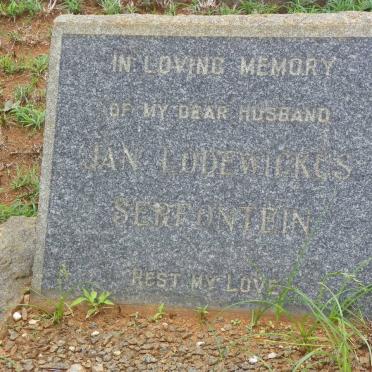 IN LOVING MEMORY
OF MY DEAR HUSBAND
JAN LODEWICKUS
SERFONTEIN
REST MY LOVE